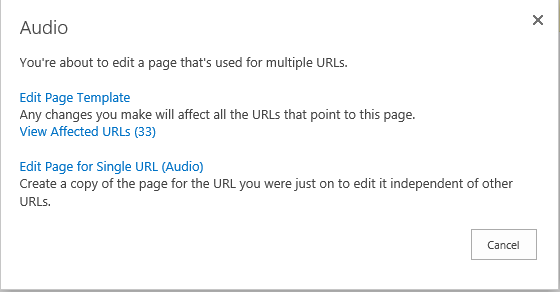 Audio
You're about to edit a page that's used for multiple URLs.
Edit Page Template
Any changes you make will affect all the URLs that point to this page.
View Affected URLs (33)
Edit Page for Single URL (Audio)
Create a copy of the page for the URL you were just on to edit it independent of other
URLs.
Cancel